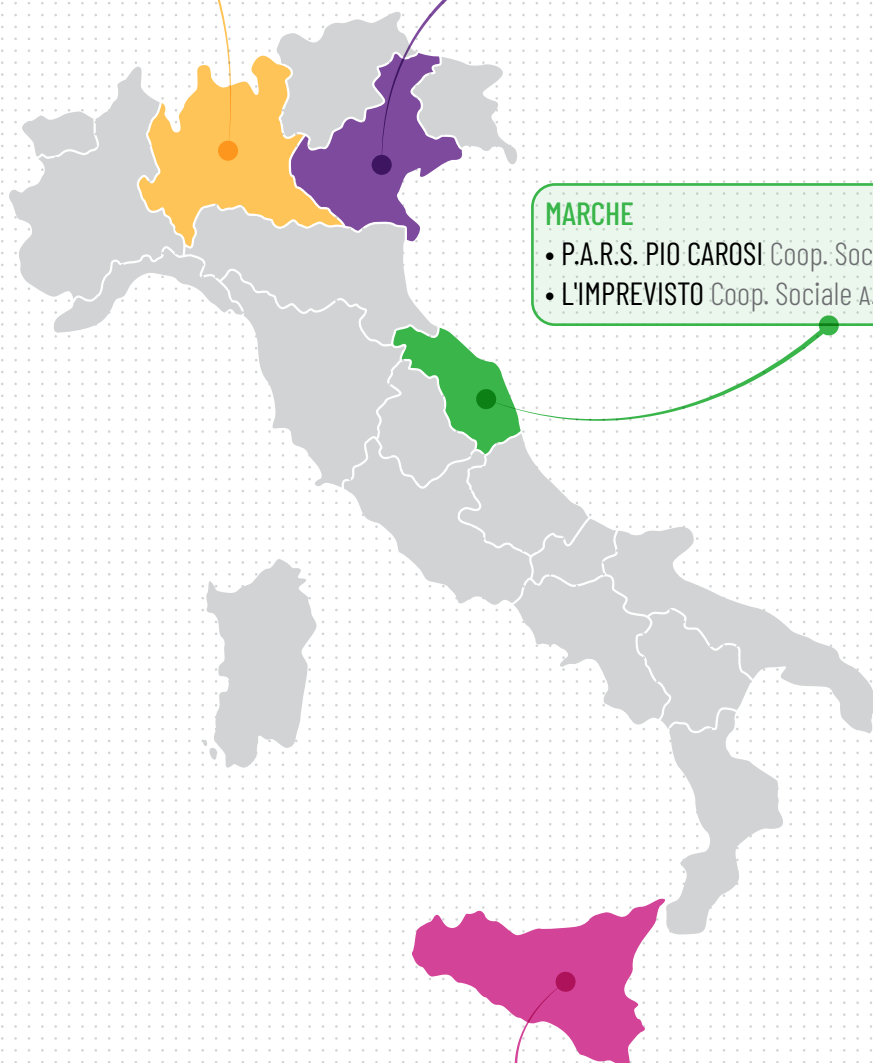 MARCHE
• P.A.R.S. PIO CAROSI Coop. Soc
• L'IMPREVISTO Coop. Sociale A.